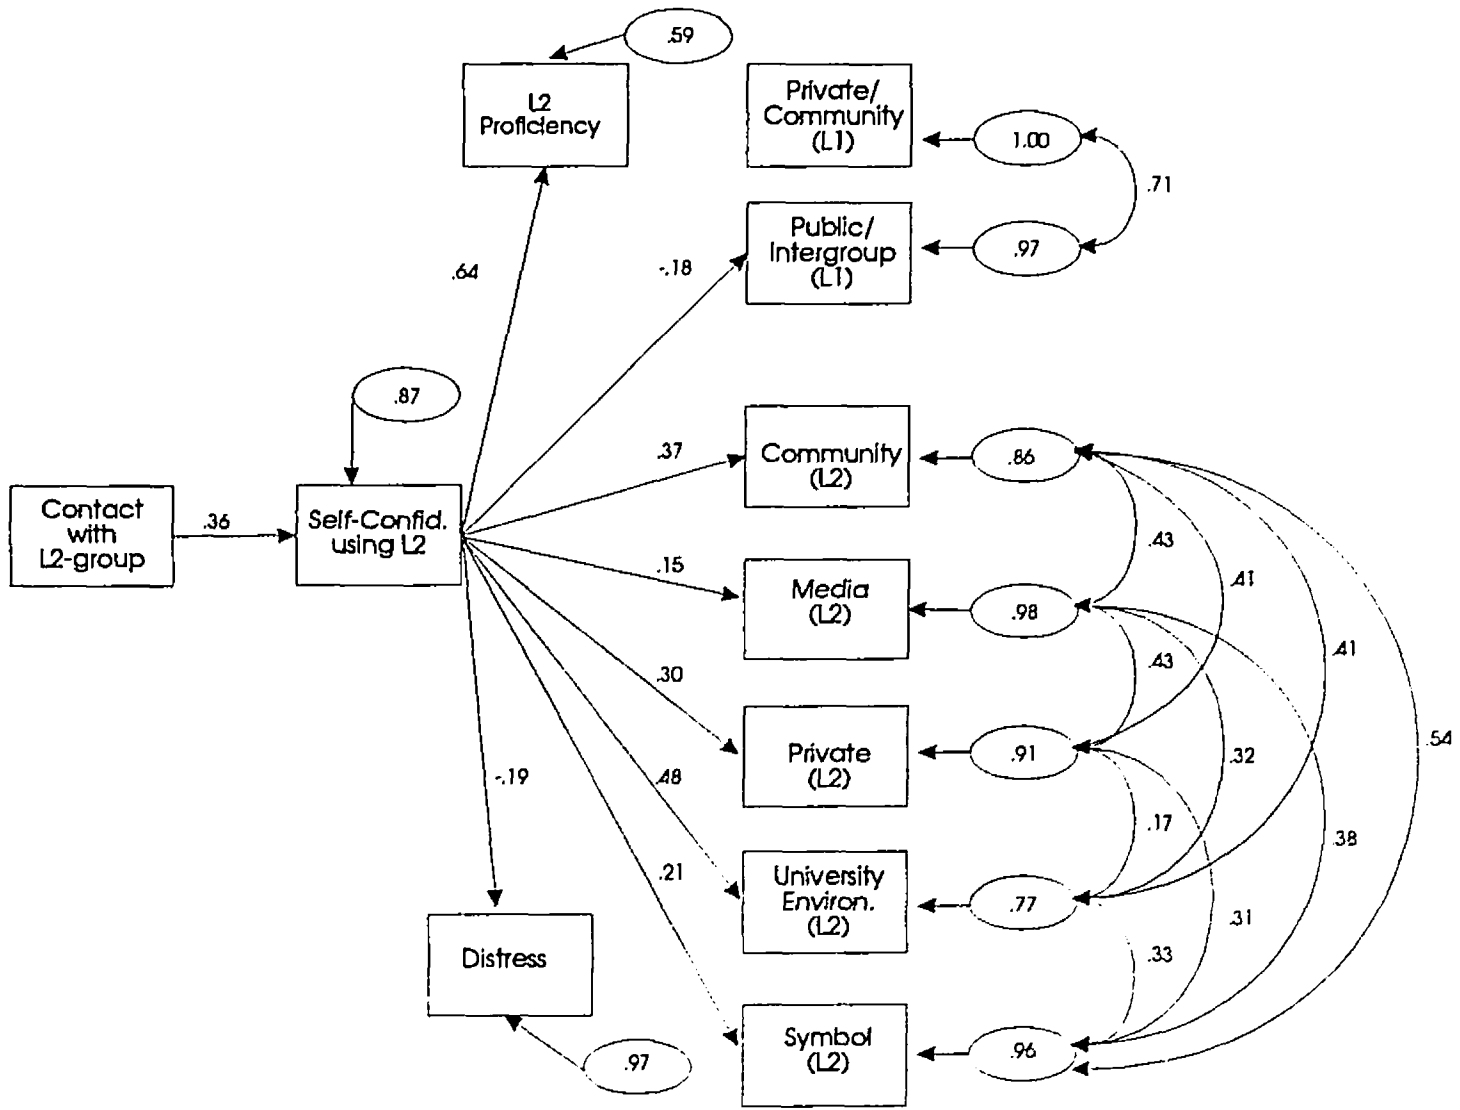 .59
L2
Proficiency
Private/
Community
(L1)
1.00
.71
Public/
Intergroup
(L1)
.97
.64
-.18
.87
.37
Community
(L2)
.86
Contact
with
L2-group
.36
Self-Confid.
using L2
.43
.15
Media
(L2)
.98
.41
.43
.41
.30
Private
(L2)
.91
.32
.54
-.19
.48
.17
.38
.21
University
Environ.
(L2)
.77
.31
.33
Distress
Symbol
(L2)
.96
.97